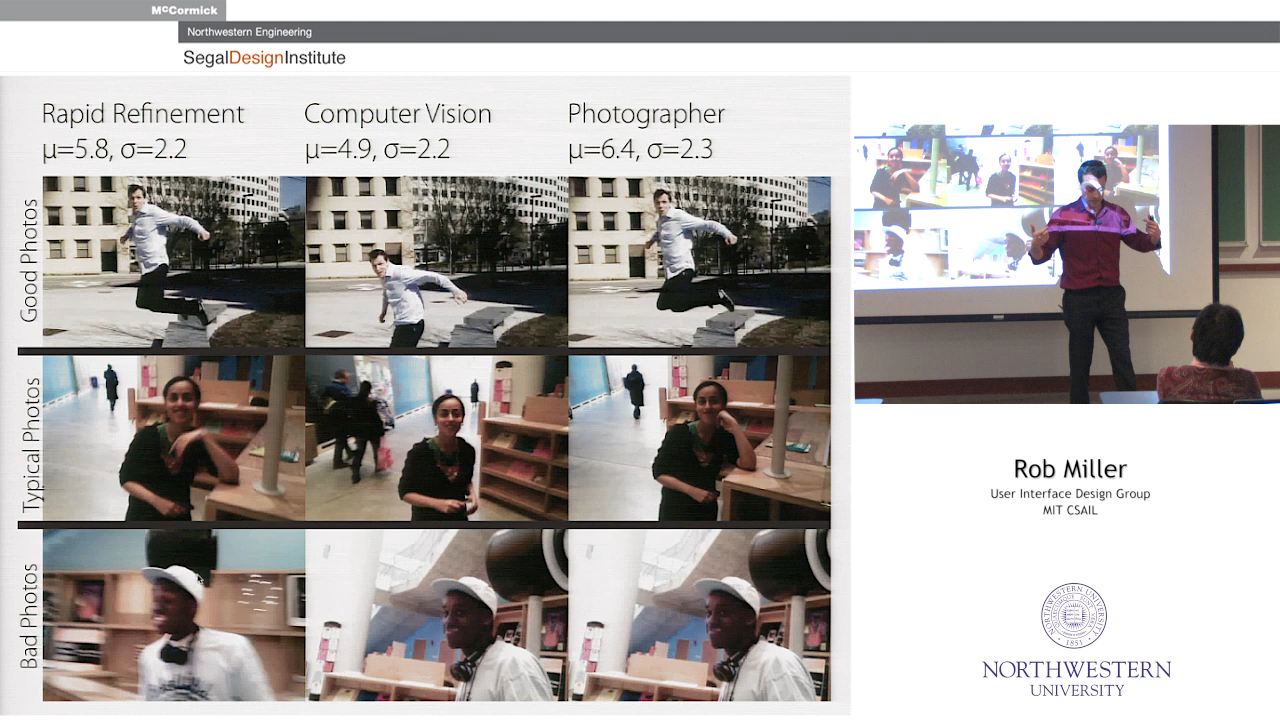 McCormick
Northwestern Engineering
SegalDesignInstitute
Rapid Refinement
μ=5.8, σ=2.2
Computer Vision
μ=4.9, σ=2.2
Photographer
μ=6.4, σ=2.3
Good Photos
Typical Photos
Bad Photos
Rob Miller
User Interface Design Group
MIT CSAIL
1851
NORTHWESTERN
UNIVERSITY